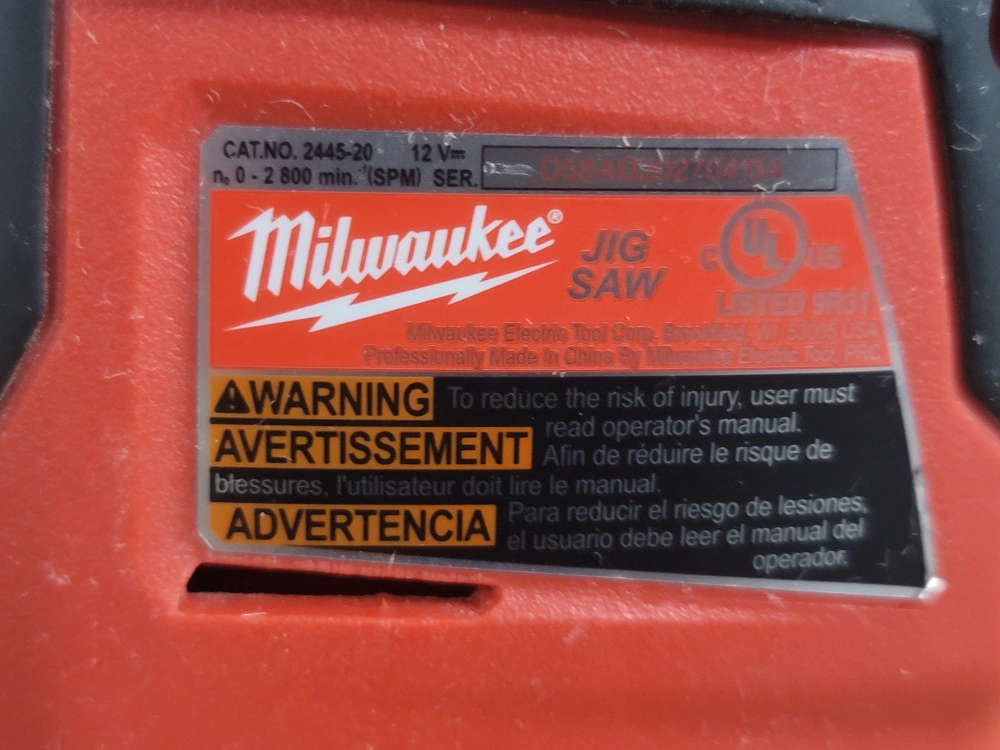 CAT.NO. 2445-20 12 V⎓
n₀ 0 - 2 800 min.⁻¹(SPM) SER.
Milwaukee®
JIG
SAW
C UL US
LISTED 9R31
Milwaukee Electric Tool Corp. Brookfield, WI 53005 USA
Professionally Made In China By Milwaukee Electric Tool, PRC
⚠WARNING To reduce the risk of injury, user must
read operator's manual.
AVERTISSEMENT Afin de réduire le risque de
blessures, l'utilisateur doit lire le manual.
ADVERTENCIA Para reducir el riesgo de lesiones,
el usuario debe leer el manual del
operador.